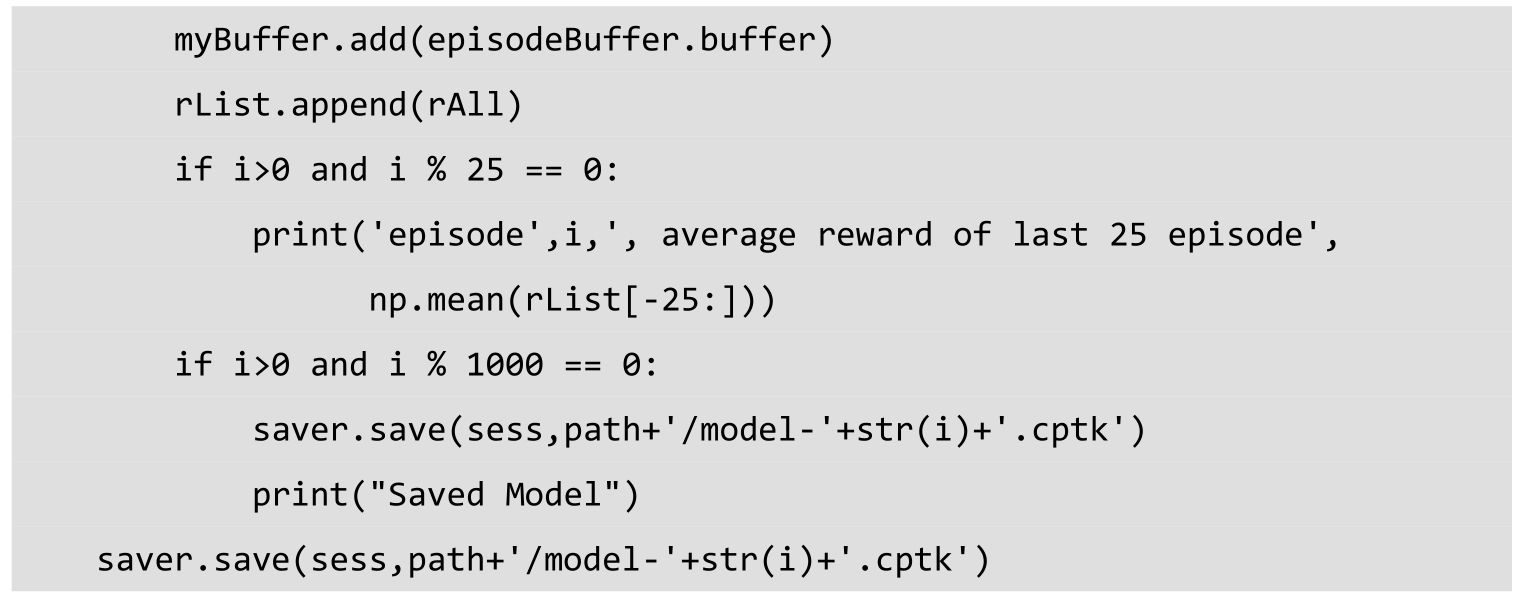 myBuffer.add(episodeBuffer.buffer)
        rList.append(rAll)
        if i>0 and i % 25 == 0:
            print('episode',i,', average reward of last 25 episode',
                  np.mean(rList[-25:]))
        if i>0 and i % 1000 == 0:
            saver.save(sess,path+'/model-'+str(i)+'.cptk')
            print("Saved Model")
    saver.save(sess,path+'/model-'+str(i)+'.cptk')